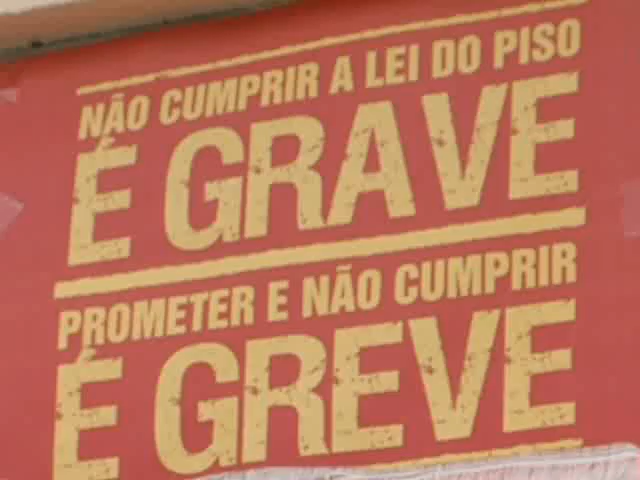 NÃO CUMPRIR A LEI DO PISO
É GRAVE
PROMETER E NÃO CUMPRIR
É GREVE